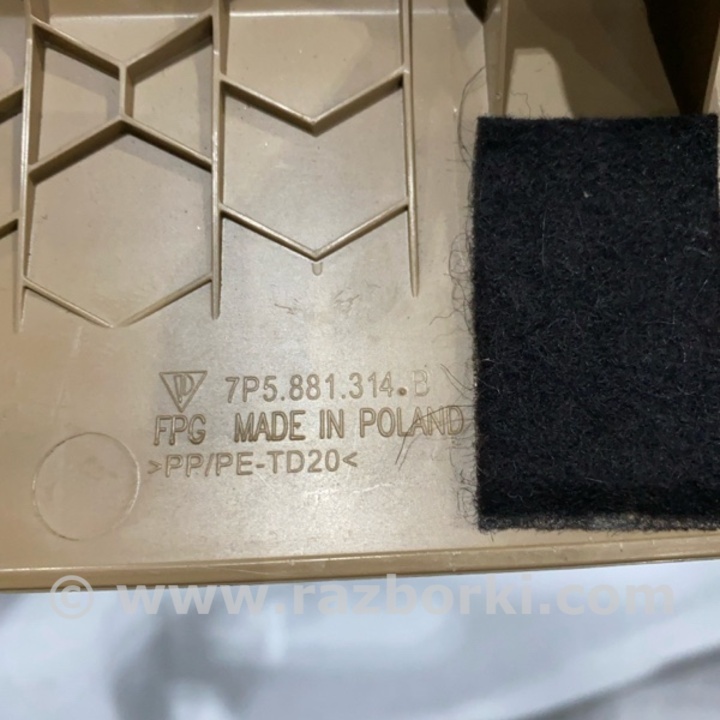 7P5.881.314.B
FPG MADE IN POLAND
>PP/PE-TD20<
© www.razborki.com